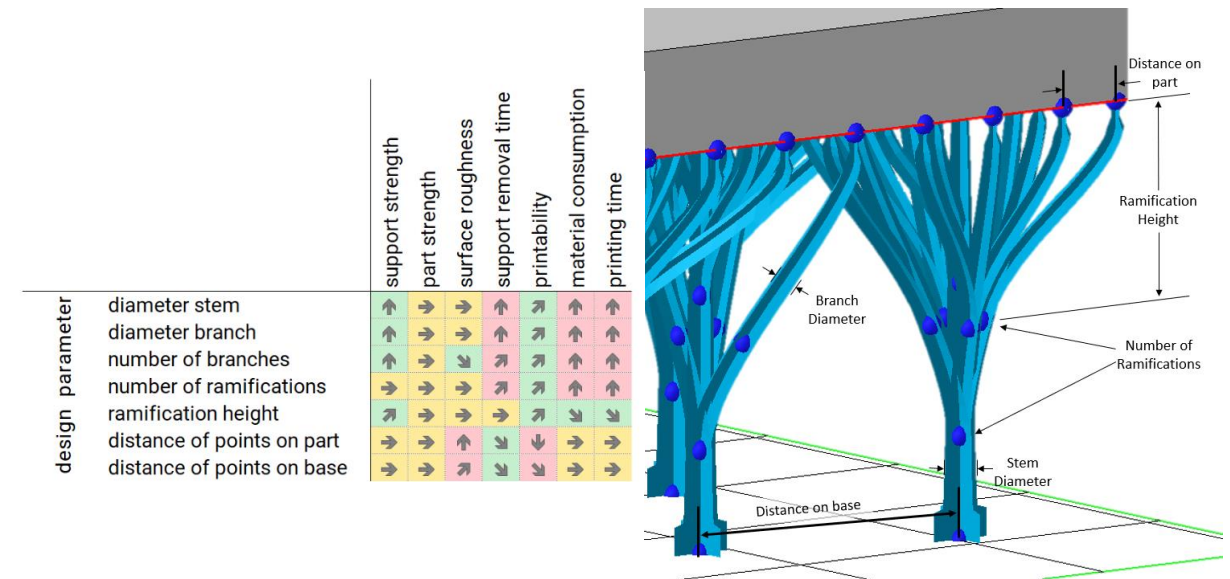 support strength
part strength
surface roughness
support removal time
printability
material consumption
printing time
design parameter
diameter stem
diameter branch
number of branches
number of ramifications
ramification height
distance of points on part
distance of points on base
Distance on
part
Ramification
Height
Branch
Diameter
Number of
Ramifications
Stem
Diameter
Distance on base